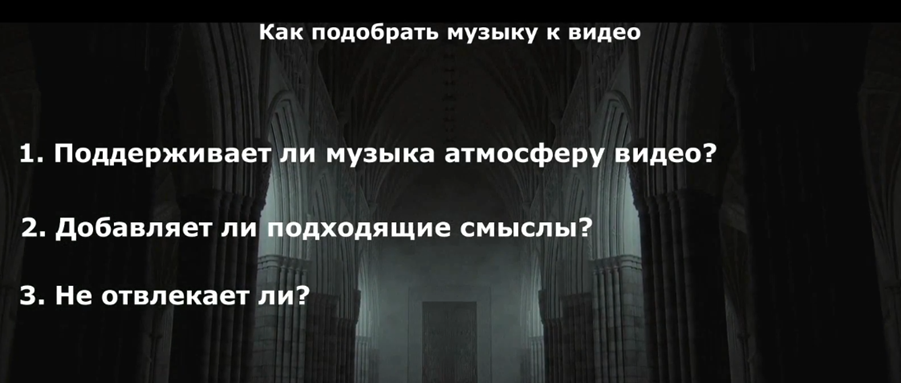 Как подобрать музыку к видео
1. Поддерживает ли музыка атмосферу видео?
2. Добавляет ли подходящие смыслы?
3. Не отвлекает ли?